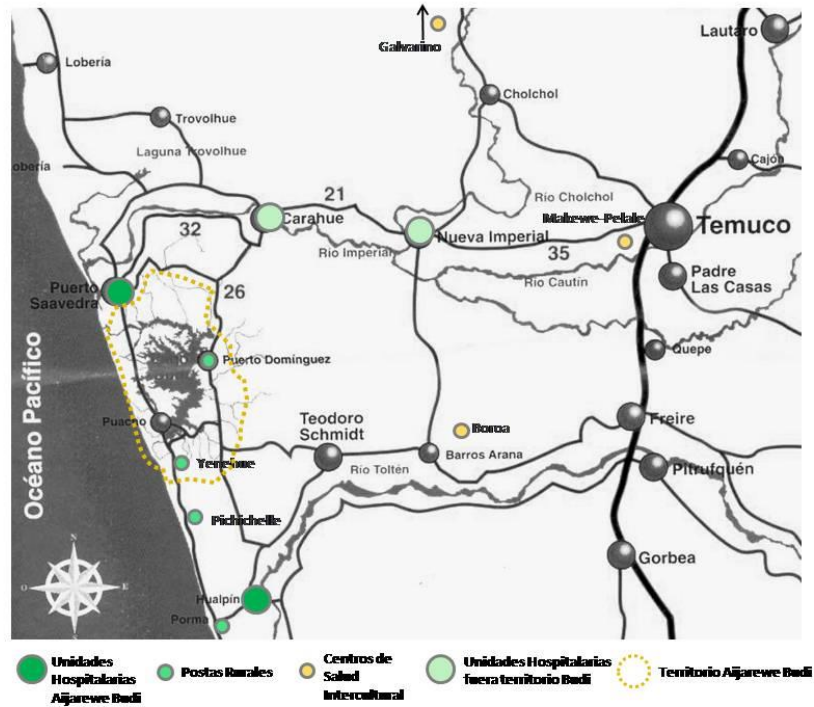 Galvarino
Lautaro
Lobería
Cholchol
Trovolhue
Laguna Trovolhue
Cajón
obería
Río Cholchol
21
Makewe-Pelale
Carahue
32
Nueva Imperial
Temuco
35
Río Imperial
Padre
Las Casas
Río Cautín
Puerto
Saavedra
26
Quepe
Puerto Domínguez
Océano Pacífico
Puacho
Teodoro
Schmidt
Boroa
Freire
Barros Arana
Yenehue
Río Toltén
Pitrufquén
Pichichelle
N
Gorbea
O
E
S
Hualpín
Porma
Unidades
Hospitalarias
Aijarewe Budi
Postas Rurales
Centros de
Salud
Intercultural
Unidades Hospitalarias
fuera territorio Budi
Territorio Aijarewe Budi